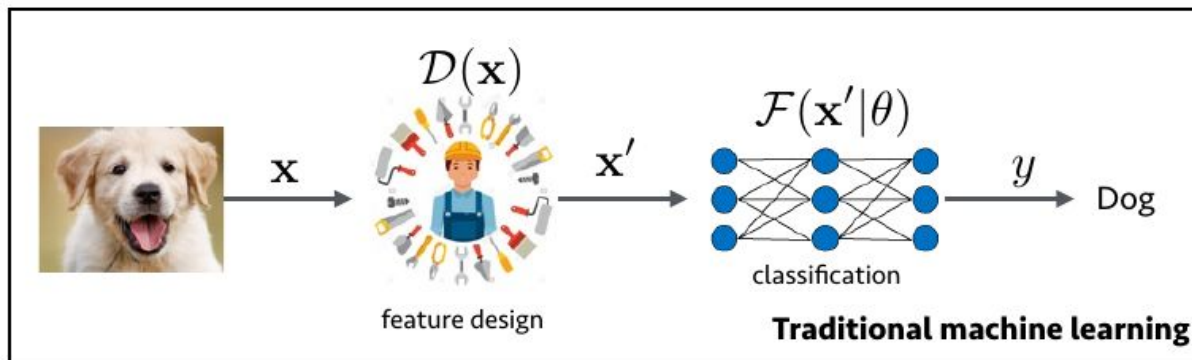 𝒟(𝐱)
𝐱
feature design
𝐱′
ℱ(𝐱′|θ)
classification
y
Dog
Traditional machine learning